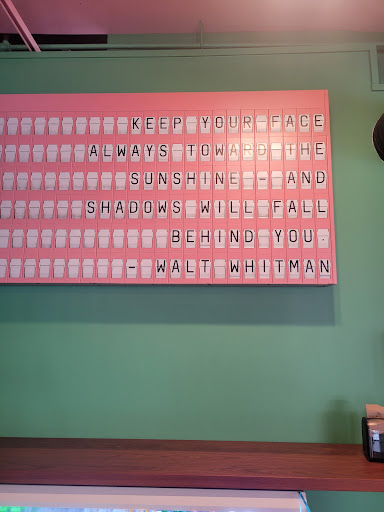 KEEP YOUR FACE
ALWAYS TOWARD THE
SUNSHINE - AND
SHADOWS WILL FALL
BEHIND YOU.
- WALT WHITMAN